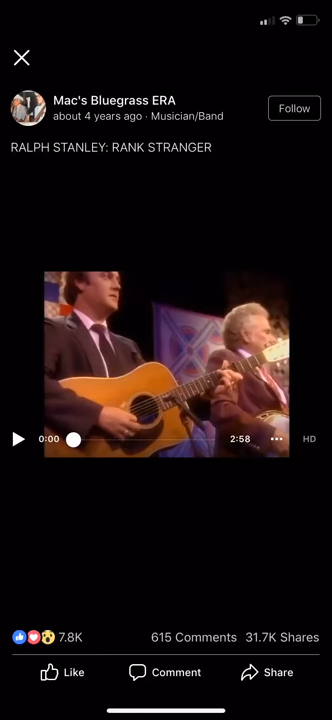 Mac's Bluegrass ERA
about 4 years ago · Musician/Band
Follow
RALPH STANLEY: RANK STRANGER
0:00
2:58
HD
7.8K
615 Comments 31.7K Shares
Like
Comment
Share